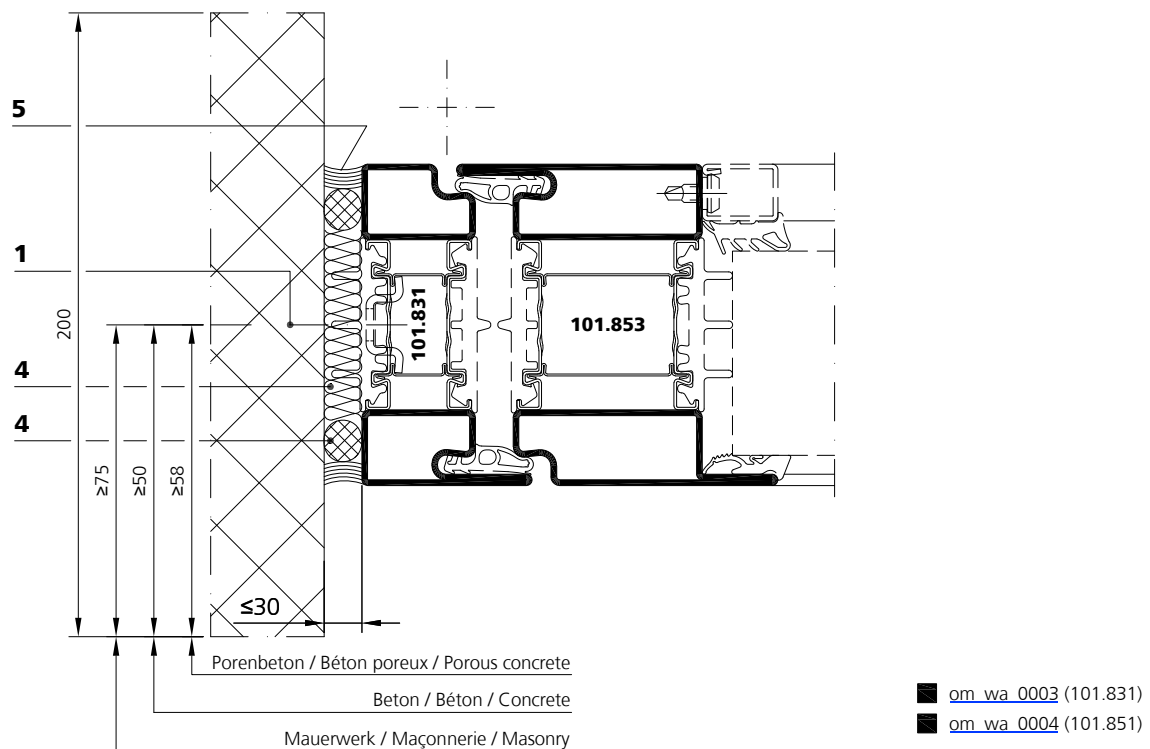 5
1
4
4
200
≥75
≥50
≥58
101.831
101.853
≤30
Porenbeton / Béton poreux / Porous concrete
Beton / Béton / Concrete
Mauerwerk / Maçonnerie / Masonry
om_wa_0003 (101.831)
om_wa_0004 (101.851)